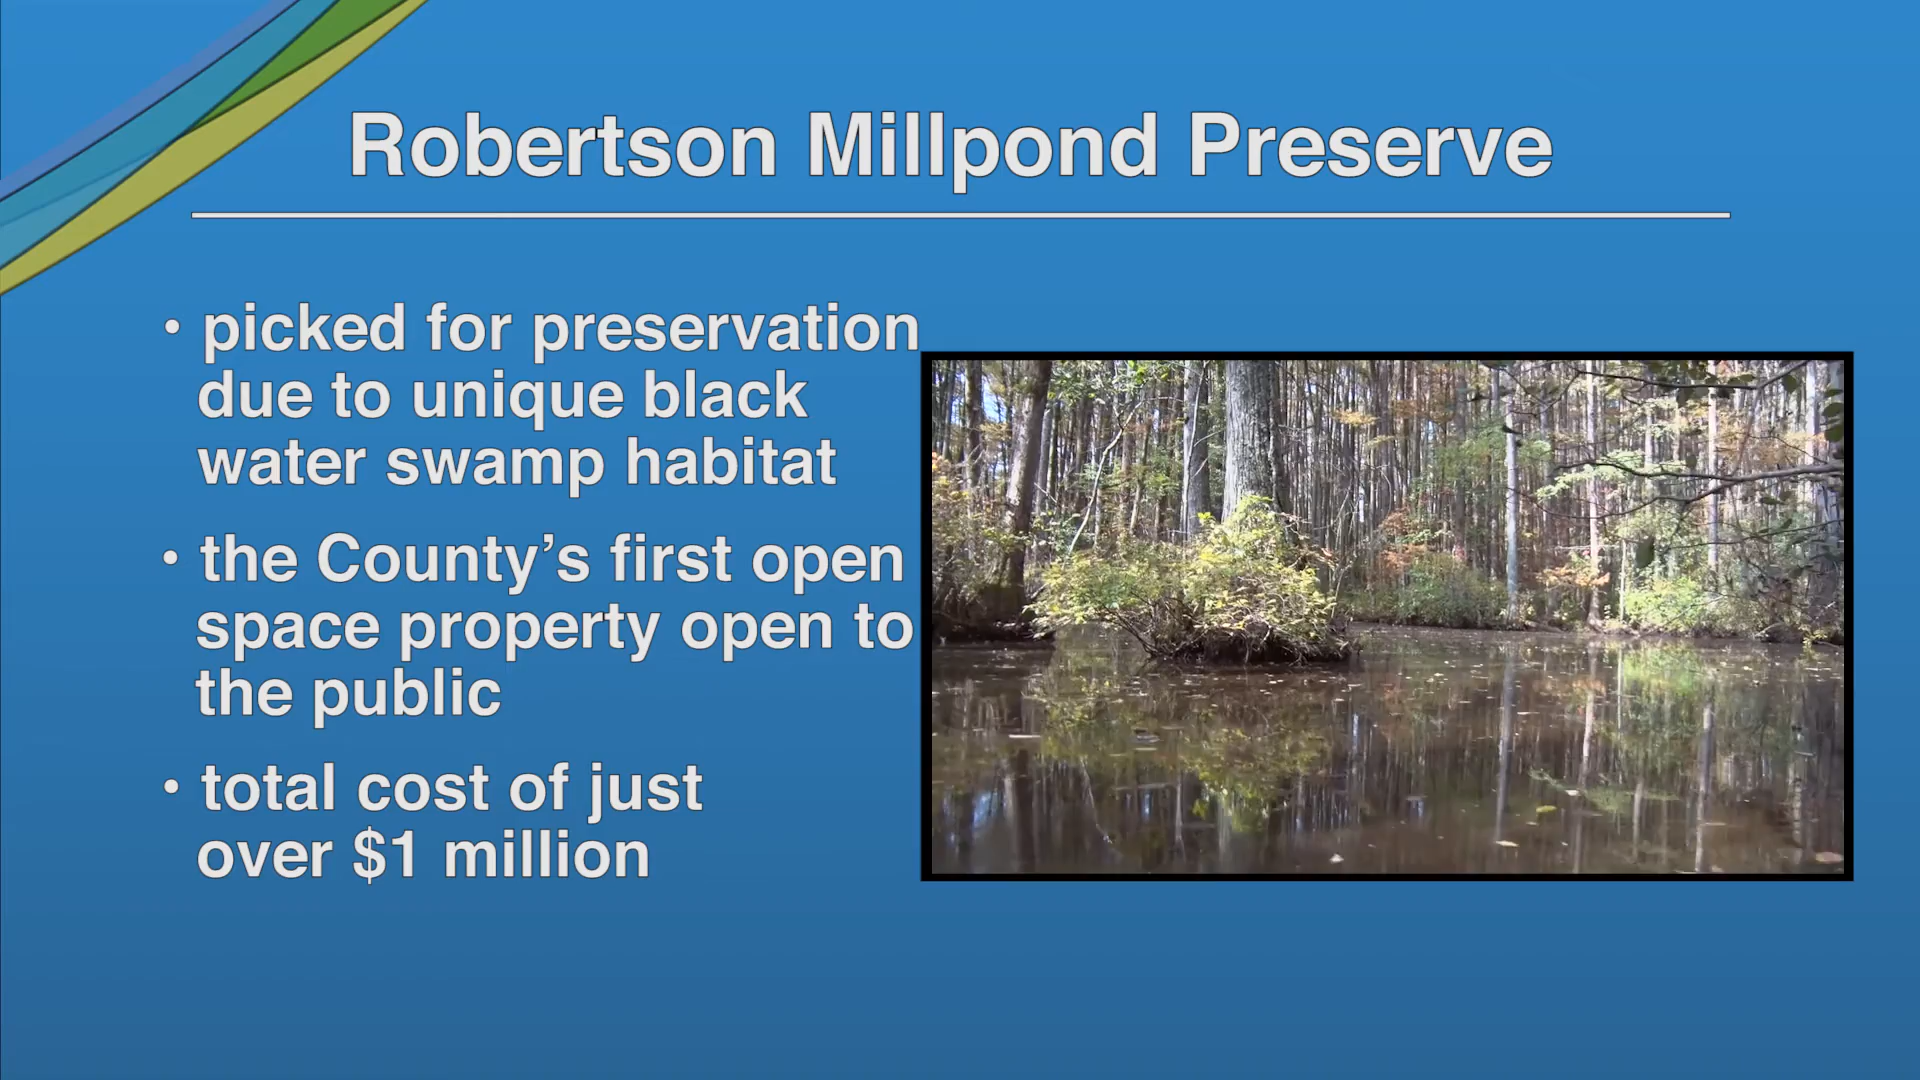 Robertson Millpond Preserve
• picked for preservation
due to unique black
water swamp habitat
• the County’s first open
space property open to
the public
• total cost of just
over $1 million